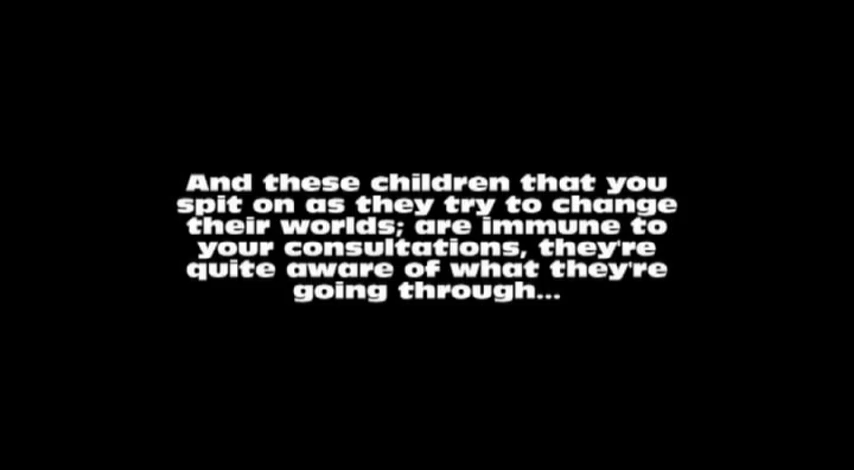 And these children that you
spit on as they try to change
their worlds; are immune to
your consultations, they're
quite aware of what they're
going through...